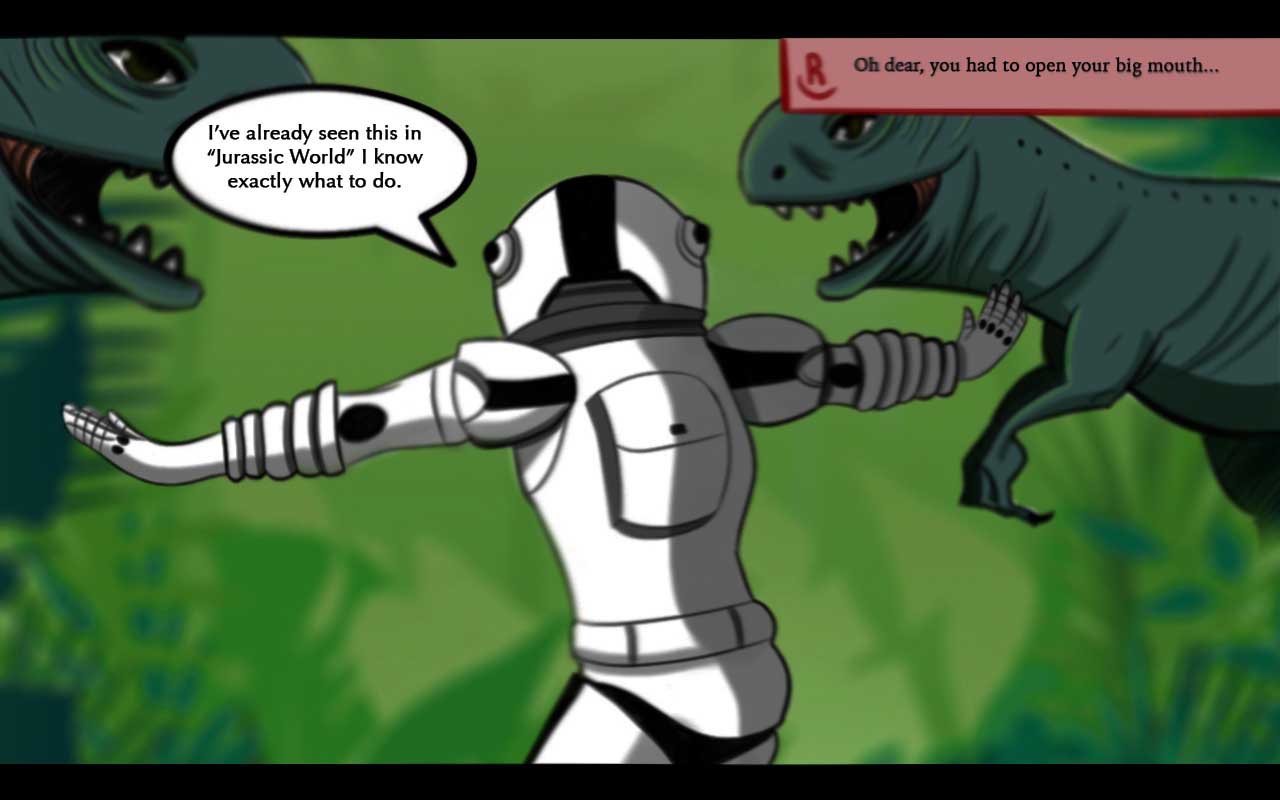 I've already seen this in
“Jurassic World” I know
exactly what to do.
R
Oh dear, you had to open your big mouth...